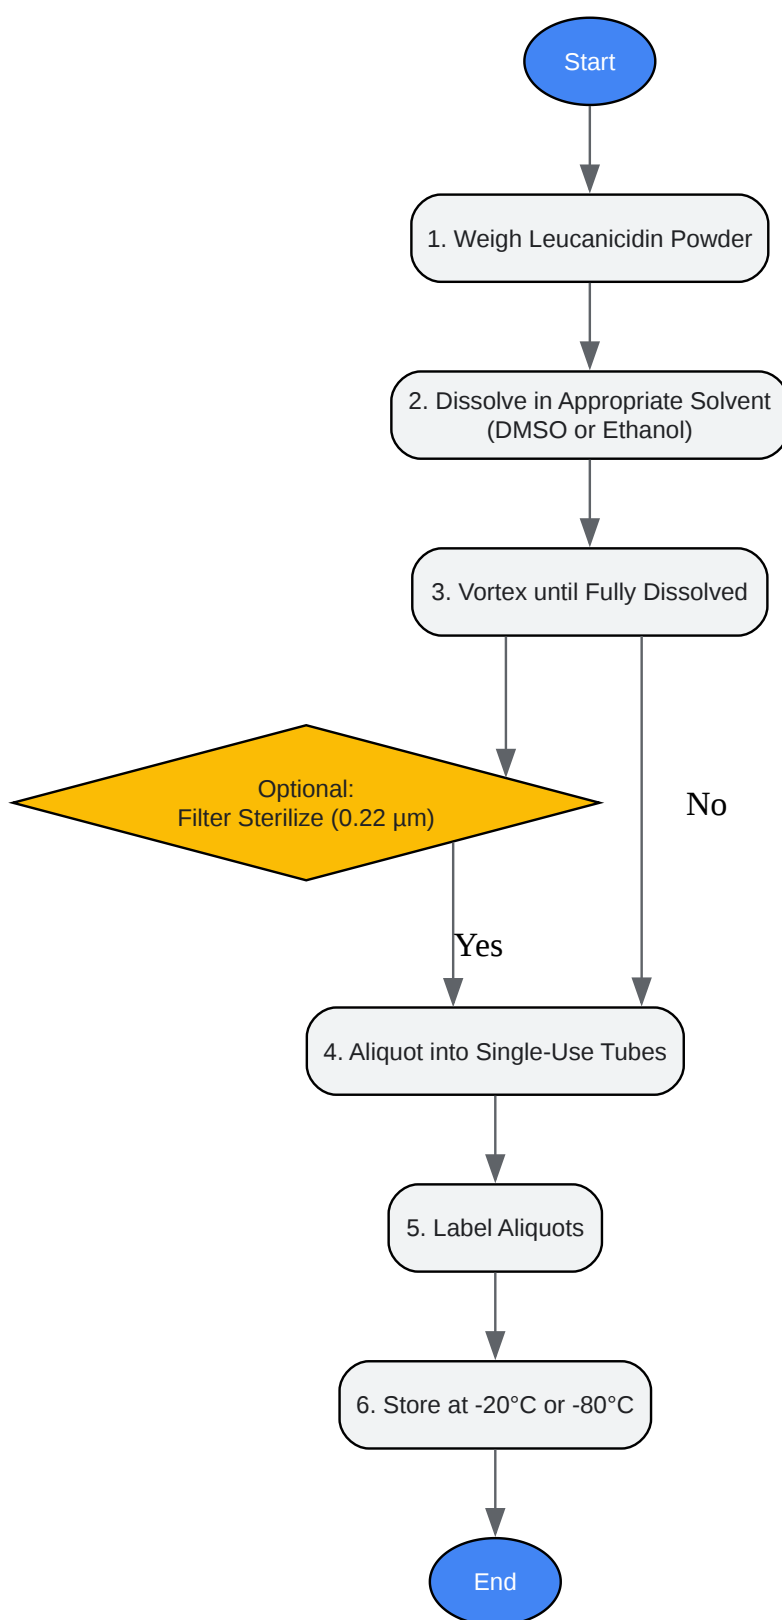 Start
1. Weigh Leucanicidin Powder
2. Dissolve in Appropriate Solvent
(DMSO or Ethanol)
3. Vortex until Fully Dissolved
Optional:
Filter Sterilize (0.22 µm)
No
Yes
4. Aliquot into Single-Use Tubes
5. Label Aliquots
6. Store at -20°C or -80°C
End